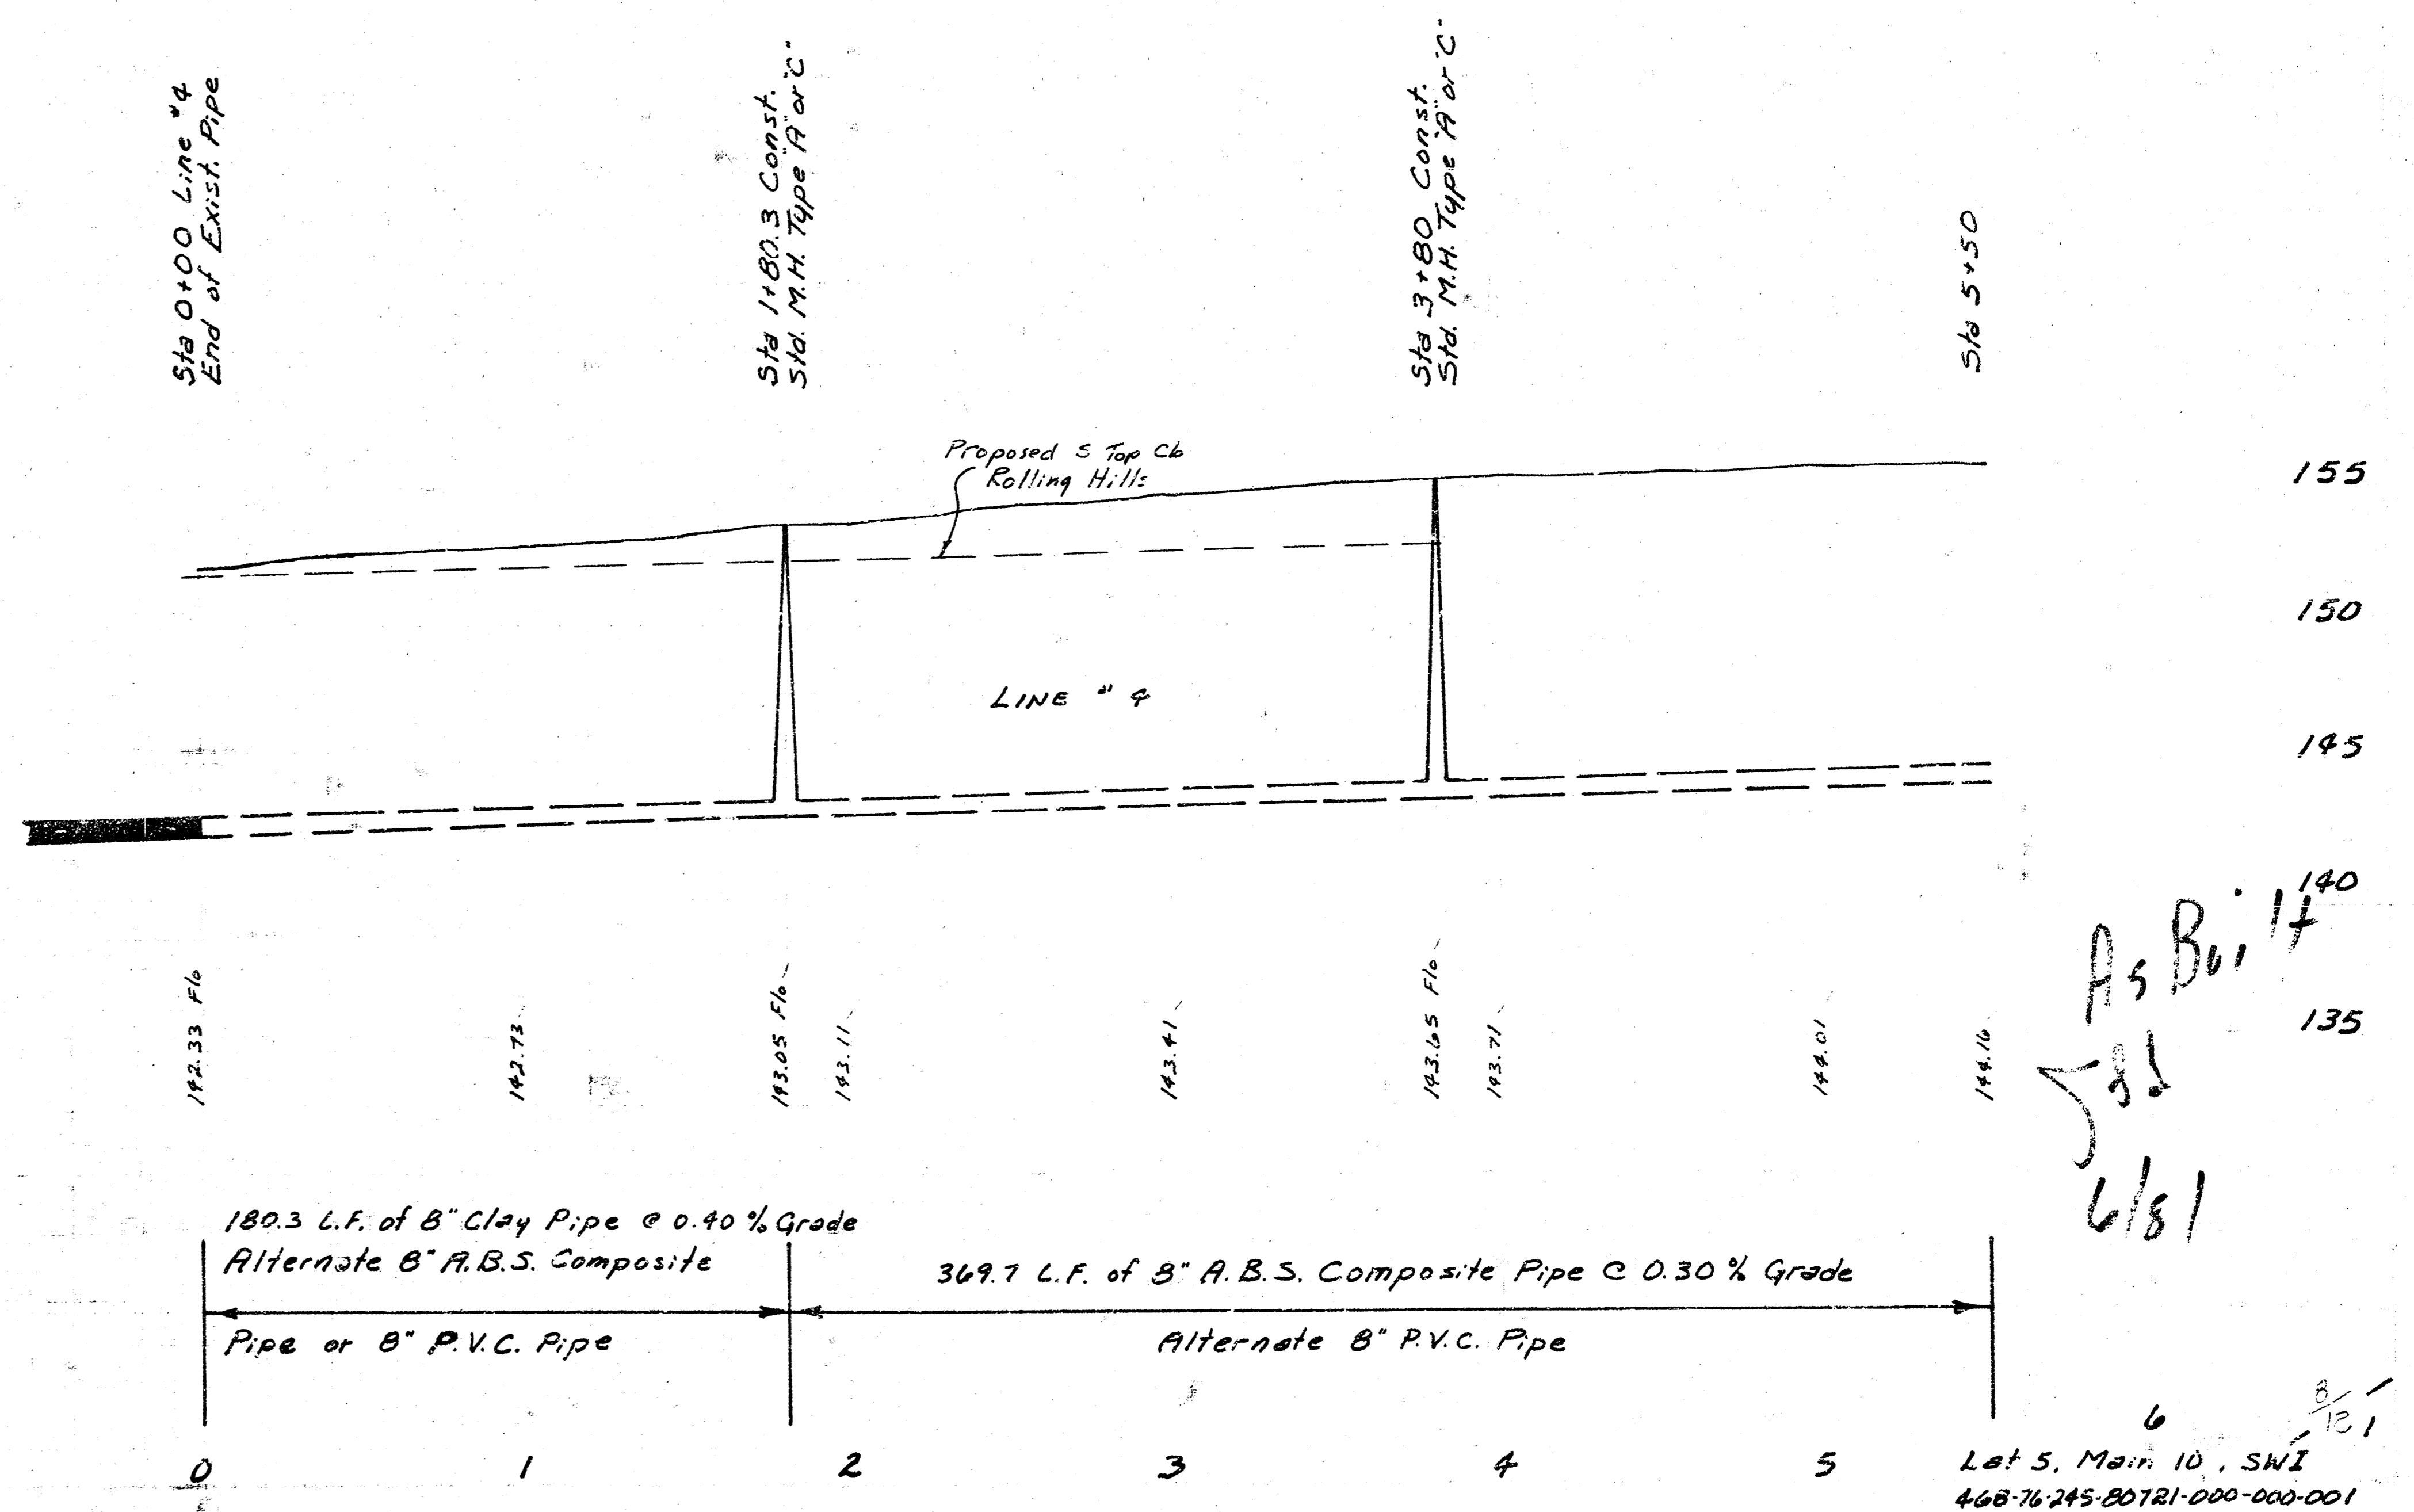 Sta 0+00 Line #4
End of Exist. Pipe
Sta 1+80.3 Const.
Std. M.H. Type "A" or "C"
Sta 3+80 Const.
Std. M.H. Type "A" or "C"
Sta 5+50
Proposed S Top Cb
Rolling Hills
155
150
LINE # 4
145
140
As Built
135
6/81
142.33 Flo
142.73
143.05 Flo
143.11
143.41
143.65 Flo
143.71
144.01
144.16
180.3 L.F. of 8" Clay Pipe @ 0.40 % Grade
Alternate 8" A.B.S. Composite
Pipe or 8" P.V.C. Pipe
369.7 L.F. of 8" A.B.S. Composite Pipe @ 0.30 % Grade
Alternate 8" P.V.C. Pipe
8/12
0 1 2 3 4 5 6
Lat 5, Main 10, SWI
468-76-245-80721-000-000-001